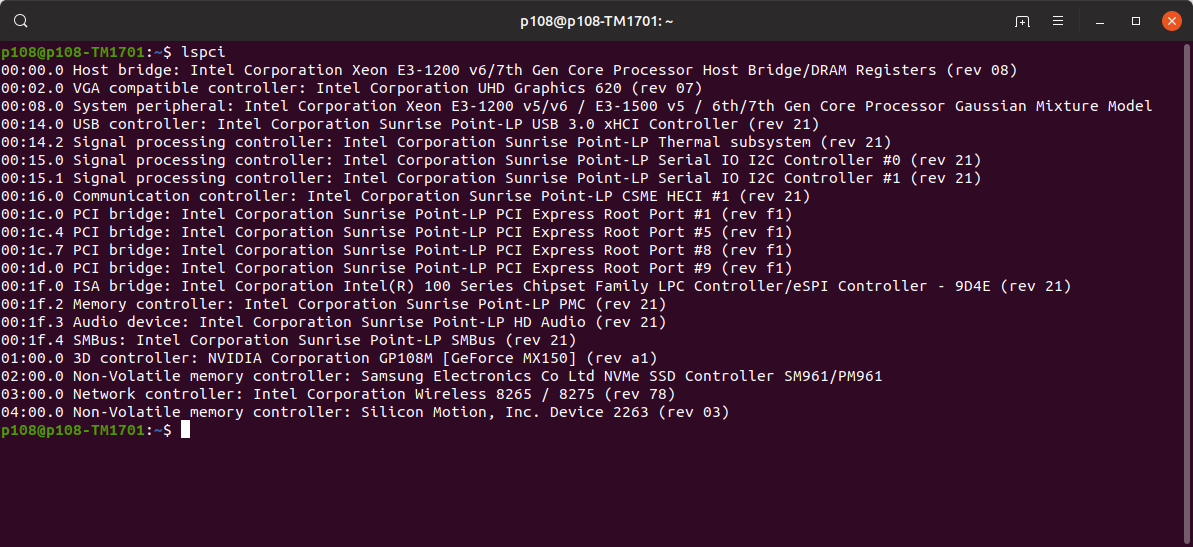 p108@p108-TM1701: ~
p108@p108-TM1701:~$ lspci
00:00.0 Host bridge: Intel Corporation Xeon E3-1200 v6/7th Gen Core Processor Host Bridge/DRAM Registers (rev 08)
00:02.0 VGA compatible controller: Intel Corporation UHD Graphics 620 (rev 07)
00:08.0 System peripheral: Intel Corporation Xeon E3-1200 v5/v6 / E3-1500 v5 / 6th/7th Gen Core Processor Gaussian Mixture Model
00:14.0 USB controller: Intel Corporation Sunrise Point-LP USB 3.0 xHCI Controller (rev 21)
00:14.2 Signal processing controller: Intel Corporation Sunrise Point-LP Thermal subsystem (rev 21)
00:15.0 Signal processing controller: Intel Corporation Sunrise Point-LP Serial IO I2C Controller #0 (rev 21)
00:15.1 Signal processing controller: Intel Corporation Sunrise Point-LP Serial IO I2C Controller #1 (rev 21)
00:16.0 Communication controller: Intel Corporation Sunrise Point-LP CSME HECI #1 (rev 21)
00:1c.0 PCI bridge: Intel Corporation Sunrise Point-LP PCI Express Root Port #1 (rev f1)
00:1c.4 PCI bridge: Intel Corporation Sunrise Point-LP PCI Express Root Port #5 (rev f1)
00:1c.7 PCI bridge: Intel Corporation Sunrise Point-LP PCI Express Root Port #8 (rev f1)
00:1d.0 PCI bridge: Intel Corporation Sunrise Point-LP PCI Express Root Port #9 (rev f1)
00:1f.0 ISA bridge: Intel Corporation Intel(R) 100 Series Chipset Family LPC Controller/eSPI Controller - 9D4E (rev 21)
00:1f.2 Memory controller: Intel Corporation Sunrise Point-LP PMC (rev 21)
00:1f.3 Audio device: Intel Corporation Sunrise Point-LP HD Audio (rev 21)
00:1f.4 SMBus: Intel Corporation Sunrise Point-LP SMBus (rev 21)
01:00.0 3D controller: NVIDIA Corporation GP108M [GeForce MX150] (rev a1)
02:00.0 Non-Volatile memory controller: Samsung Electronics Co Ltd NVMe SSD Controller SM961/PM961
03:00.0 Network controller: Intel Corporation Wireless 8265 / 8275 (rev 78)
04:00.0 Non-Volatile memory controller: Silicon Motion, Inc. Device 2263 (rev 03)
p108@p108-TM1701:~$